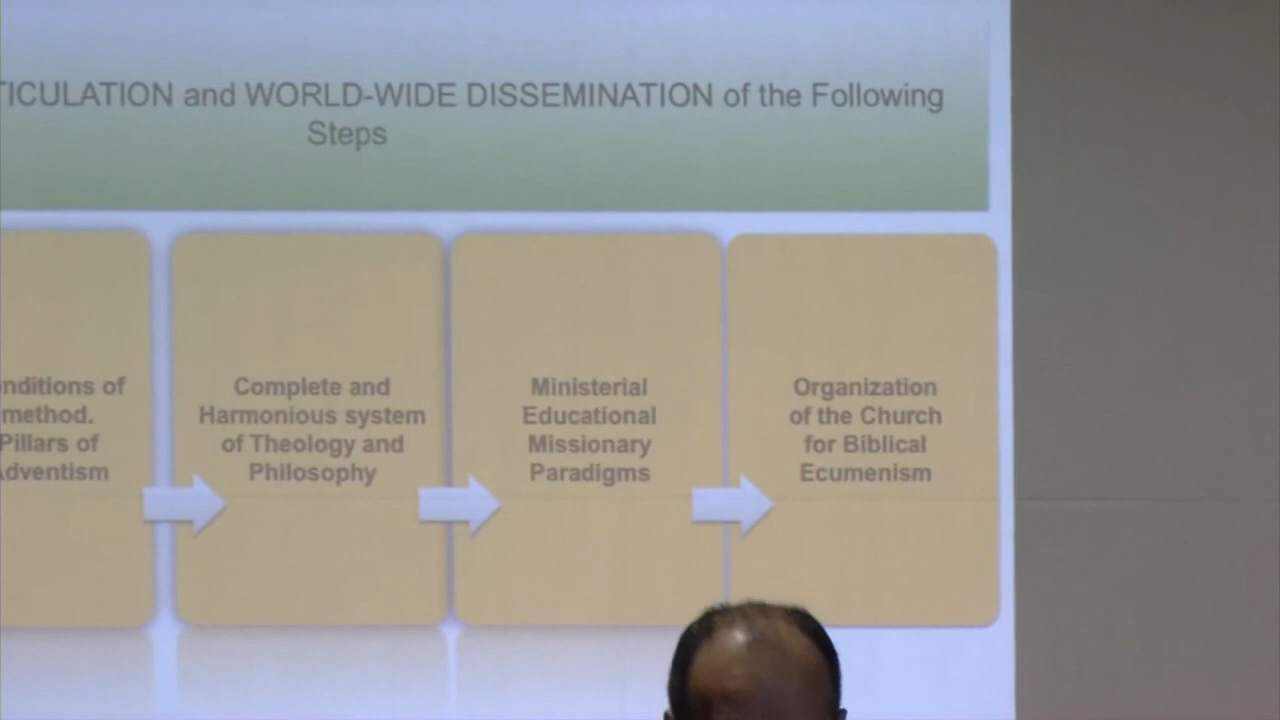 TICULATION and WORLD-WIDE DISSEMINATION of the Following
Steps
nditions of
method.
Pillars of
dventism
Complete and
Harmonious system
of Theology and
Philosophy
Ministerial
Educational
Missionary
Paradigms
Organization
of the Church
for Biblical
Ecumenism